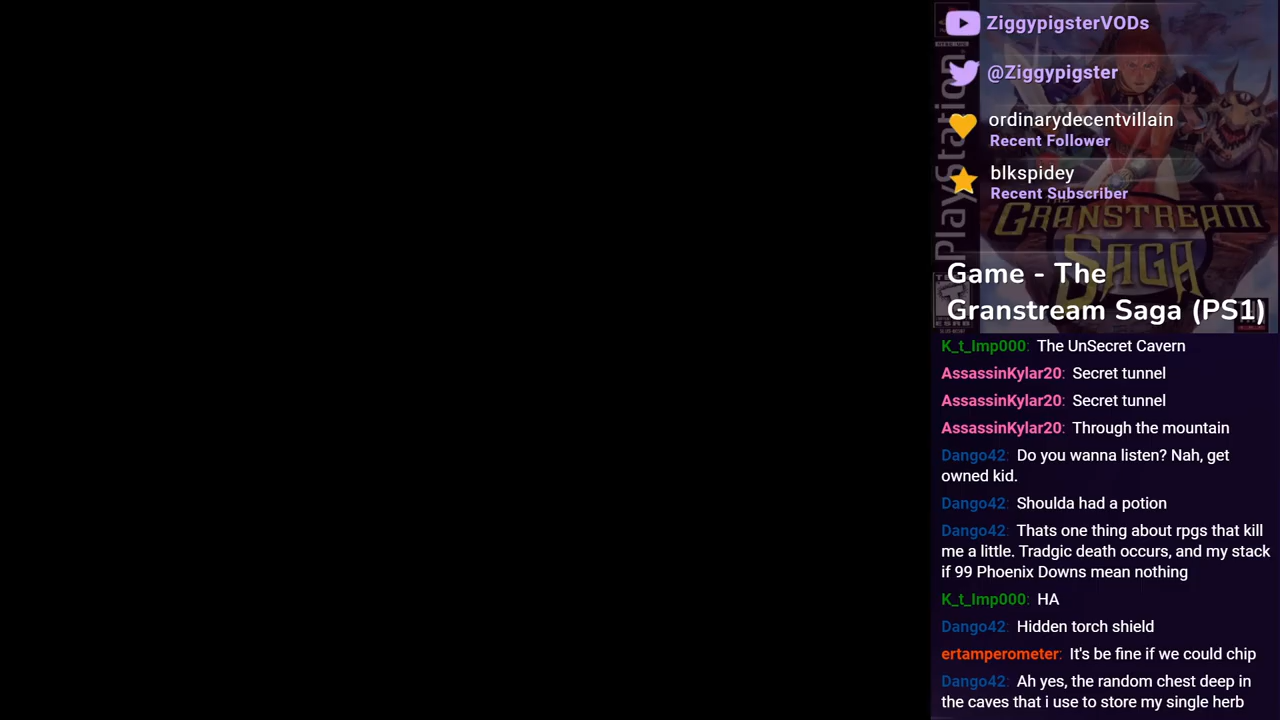 ZiggypigsterVODs
@Ziggypigster
ordinarydecentvillain
Recent Follower
blkspidey
Recent Subscriber
PlayStation
THE
GRANSTREAM
SAGA
Game - The
Granstream Saga (PS1)
K_t_Imp000: The UnSecret Cavern
AssassinKylar20: Secret tunnel
AssassinKylar20: Secret tunnel
AssassinKylar20: Through the mountain
Dango42: Do you wanna listen? Nah, get
owned kid.
Dango42: Shoulda had a potion
Dango42: Thats one thing about rpgs that kill
me a little. Tradgic death occurs, and my stack
if 99 Phoenix Downs mean nothing
K_t_Imp000: HA
Dango42: Hidden torch shield
ertamperometer: It's be fine if we could chip
Dango42: Ah yes, the random chest deep in
the caves that i use to store my single herb